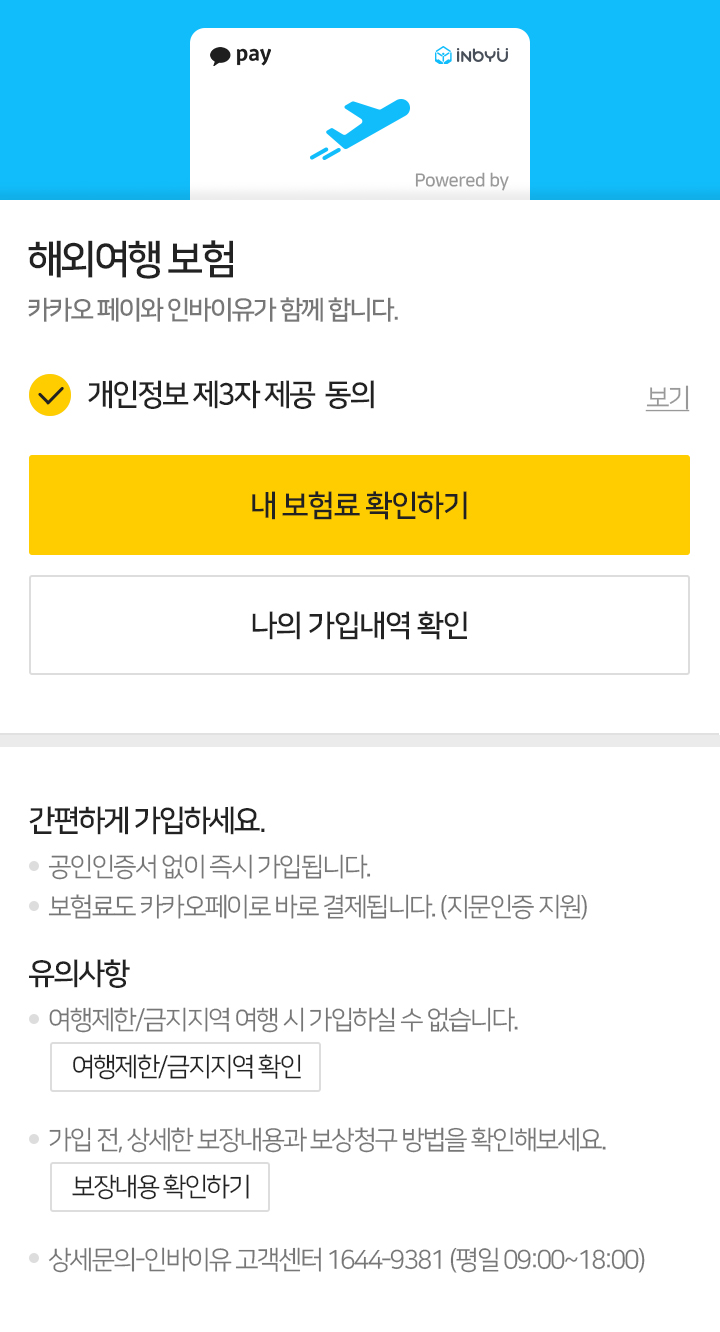 pay
inbyu
Powered by
해외여행 보험
카카오 페이와 인바이유가 함께 합니다.
개인정보 제3자 제공 동의
보기
내 보험료 확인하기
나의 가입내역 확인
간편하게 가입하세요.
공인인증서 없이 즉시 가입됩니다.
보험료도 카카오페이로 바로 결제됩니다. (지문인증 지원)
유의사항
여행제한/금지지역 여행 시 가입하실 수 없습니다.
여행제한/금지지역 확인
가입 전, 상세한 보장내용과 보상청구 방법을 확인해보세요.
보장내용 확인하기
상세문의-인바이유 고객센터 1644-9381 (평일 09:00~18:00)